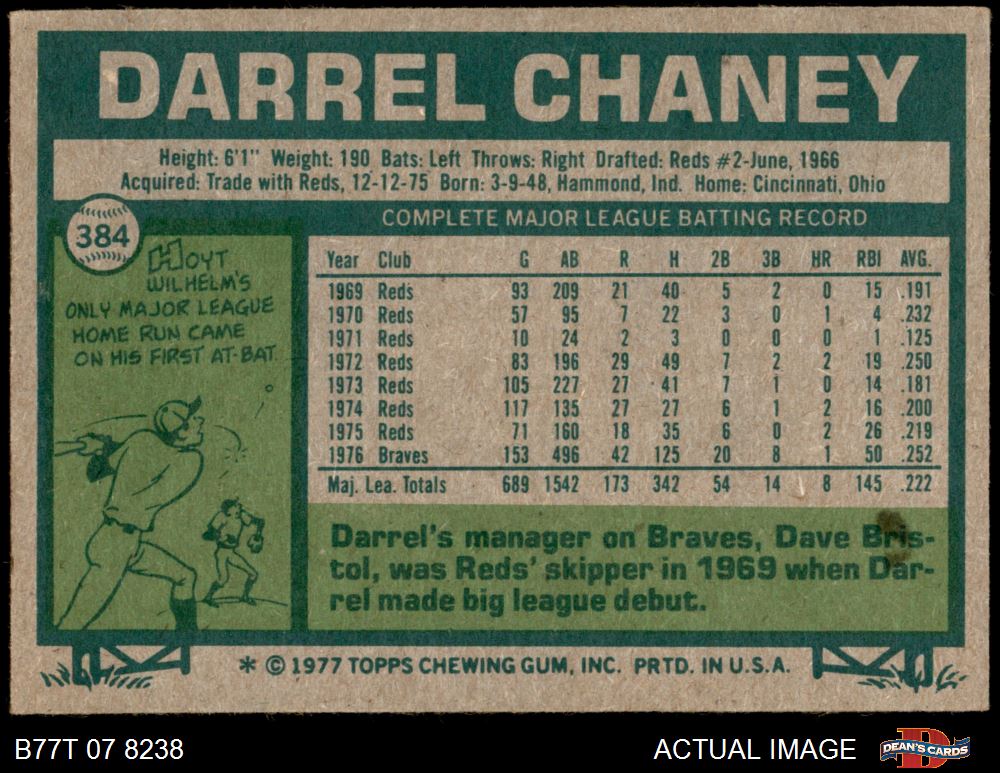 DARREL CHANEY
Height: 6'1" Weight: 190 Bats: Left Throws: Right Drafted: Reds #2-June, 1966
Acquired: Trade with Reds, 12-12-75 Born: 3-9-48, Hammond, Ind. Home: Cincinnati, Ohio
384
HOYT
WILHELM'S
ONLY MAJOR LEAGUE
HOME RUN CAME
ON HIS FIRST AT-BAT.
COMPLETE MAJOR LEAGUE BATTING RECORD
Year Club G AB R H 2B 3B HR RBI AVG.
1969 Reds 93 209 21 40 5 2 0 15 .191
1970 Reds 57 95 7 22 3 0 1 4 .232
1971 Reds 10 24 2 3 0 0 0 1 .125
1972 Reds 83 196 29 49 7 2 2 19 .250
1973 Reds 105 227 27 41 7 1 0 14 .181
1974 Reds 117 135 27 27 6 1 2 16 .200
1975 Reds 71 160 18 35 6 0 2 26 .219
1976 Braves 153 496 42 125 20 8 1 50 .252
Maj. Lea. Totals 689 1542 173 342 54 14 8 145 .222
Darrel's manager on Braves, Dave Bris-
tol, was Reds' skipper in 1969 when Dar-
rel made big league debut.
* © 1977 TOPPS CHEWING GUM, INC. PRTD. IN U.S.A.
B77T 07 8238
ACTUAL IMAGE
DEAN'S CARDS